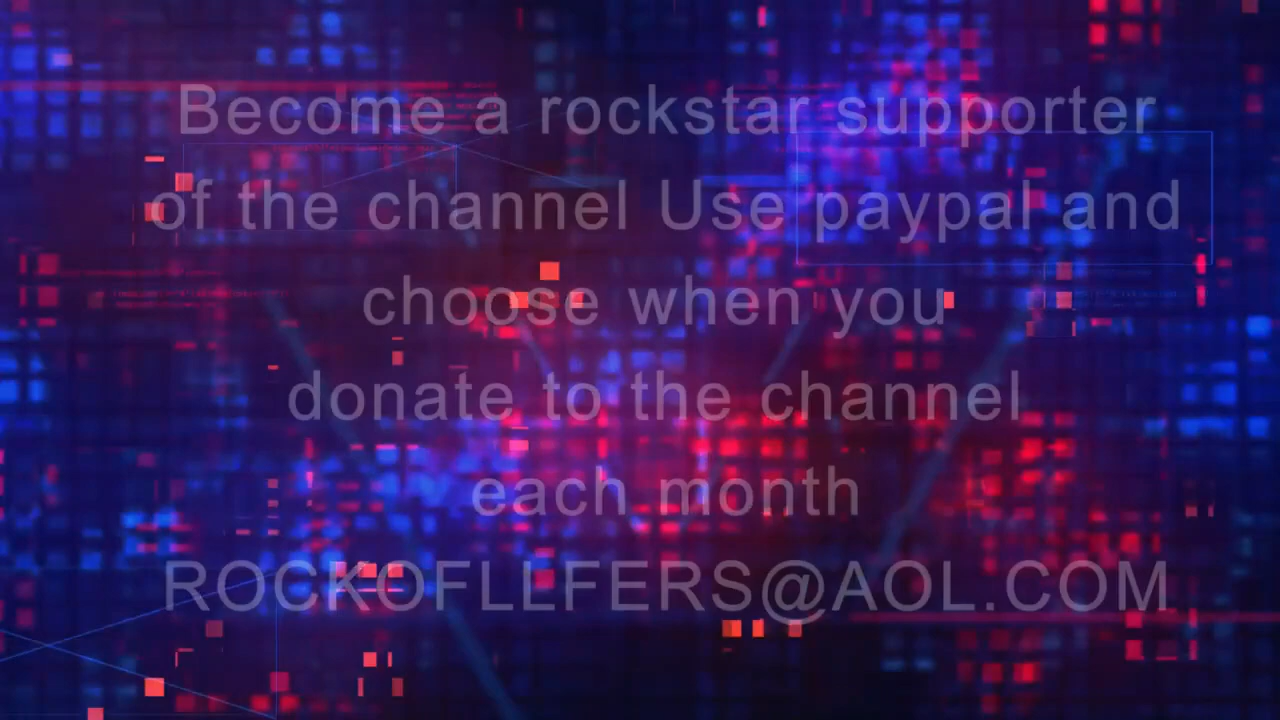 Become a rockstar supporter
of the channel Use paypal and
choose when you
donate to the channel
each month
ROCKOFLLFERS@AOL.COM